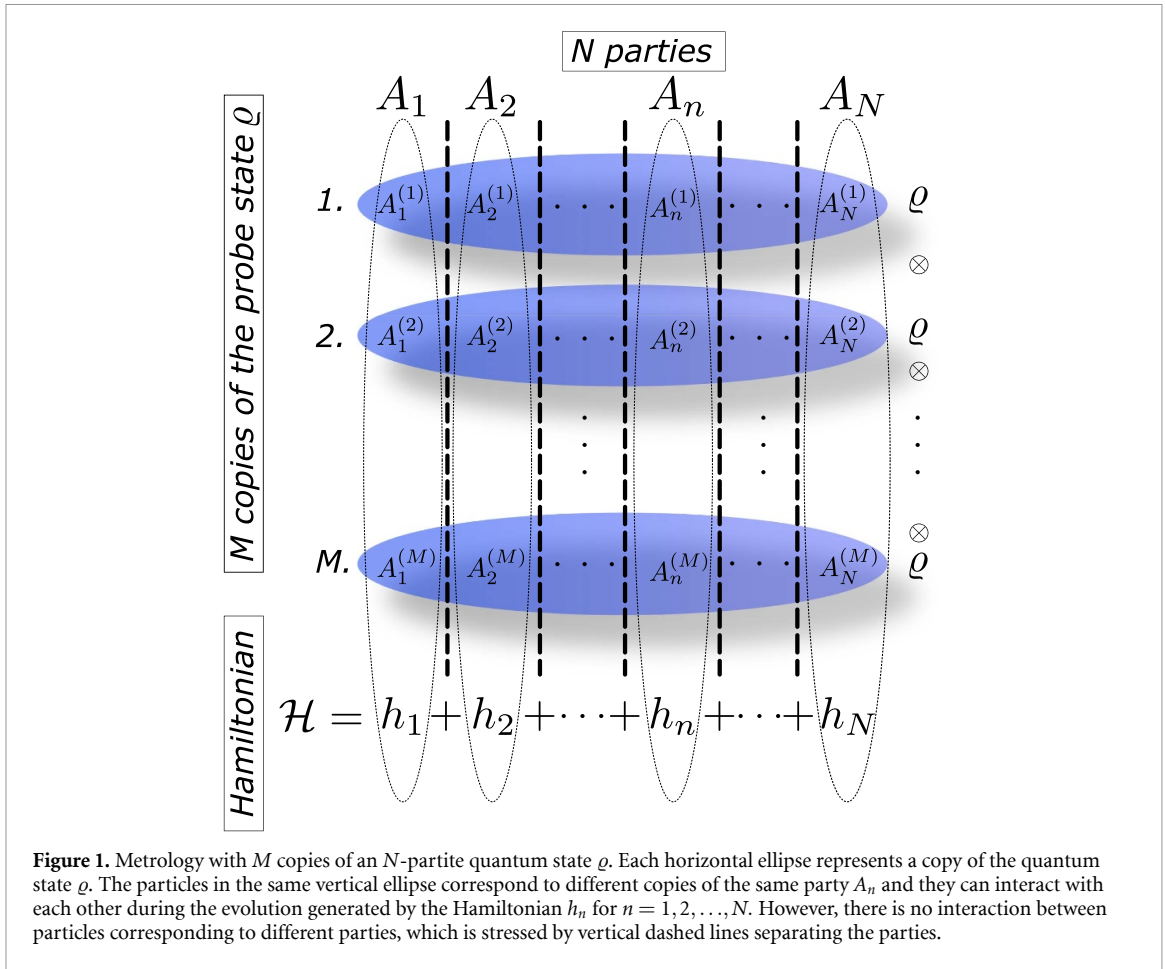 N parties
A_1 A_2 A_n A_N
M copies of the probe state ϱ
1. A_1^{(1)} A_2^{(1)} · · · A_n^{(1)} · · · A_N^{(1)} ϱ
⊗
2. A_1^{(2)} A_2^{(2)} · · · A_n^{(2)} · · · A_N^{(2)} ϱ
⊗
· · ·
⊗
M. A_1^{(M)} A_2^{(M)} · · · A_n^{(M)} · · · A_N^{(M)} ϱ
Hamiltonian
ℋ = h_1 + h_2 + · · · + h_n + · · · + h_N
Figure 1. Metrology with M copies of an N-partite quantum state ϱ. Each horizontal ellipse represents a copy of the quantum
state ϱ. The particles in the same vertical ellipse correspond to different copies of the same party A_n and they can interact with
each other during the evolution generated by the Hamiltonian h_n for n = 1, 2, ..., N. However, there is no interaction between
particles corresponding to different parties, which is stressed by vertical dashed lines separating the parties.